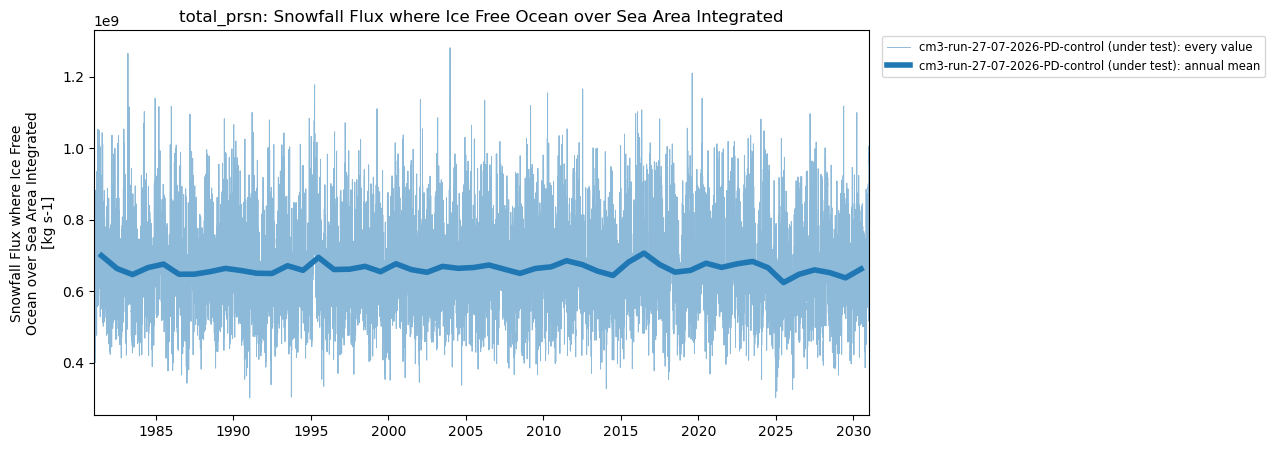 total_prsn: Snowfall Flux where Ice Free Ocean over Sea Area Integrated
1e9
1.2
1.0
0.8
0.6
0.4
Snowfall Flux where Ice Free
Ocean over Sea Area Integrated
[kg s-1]
1985
1990
1995
2000
2005
2010
2015
2020
2025
2030
cm3-run-27-07-2026-PD-control (under test): every value
cm3-run-27-07-2026-PD-control (under test): annual mean